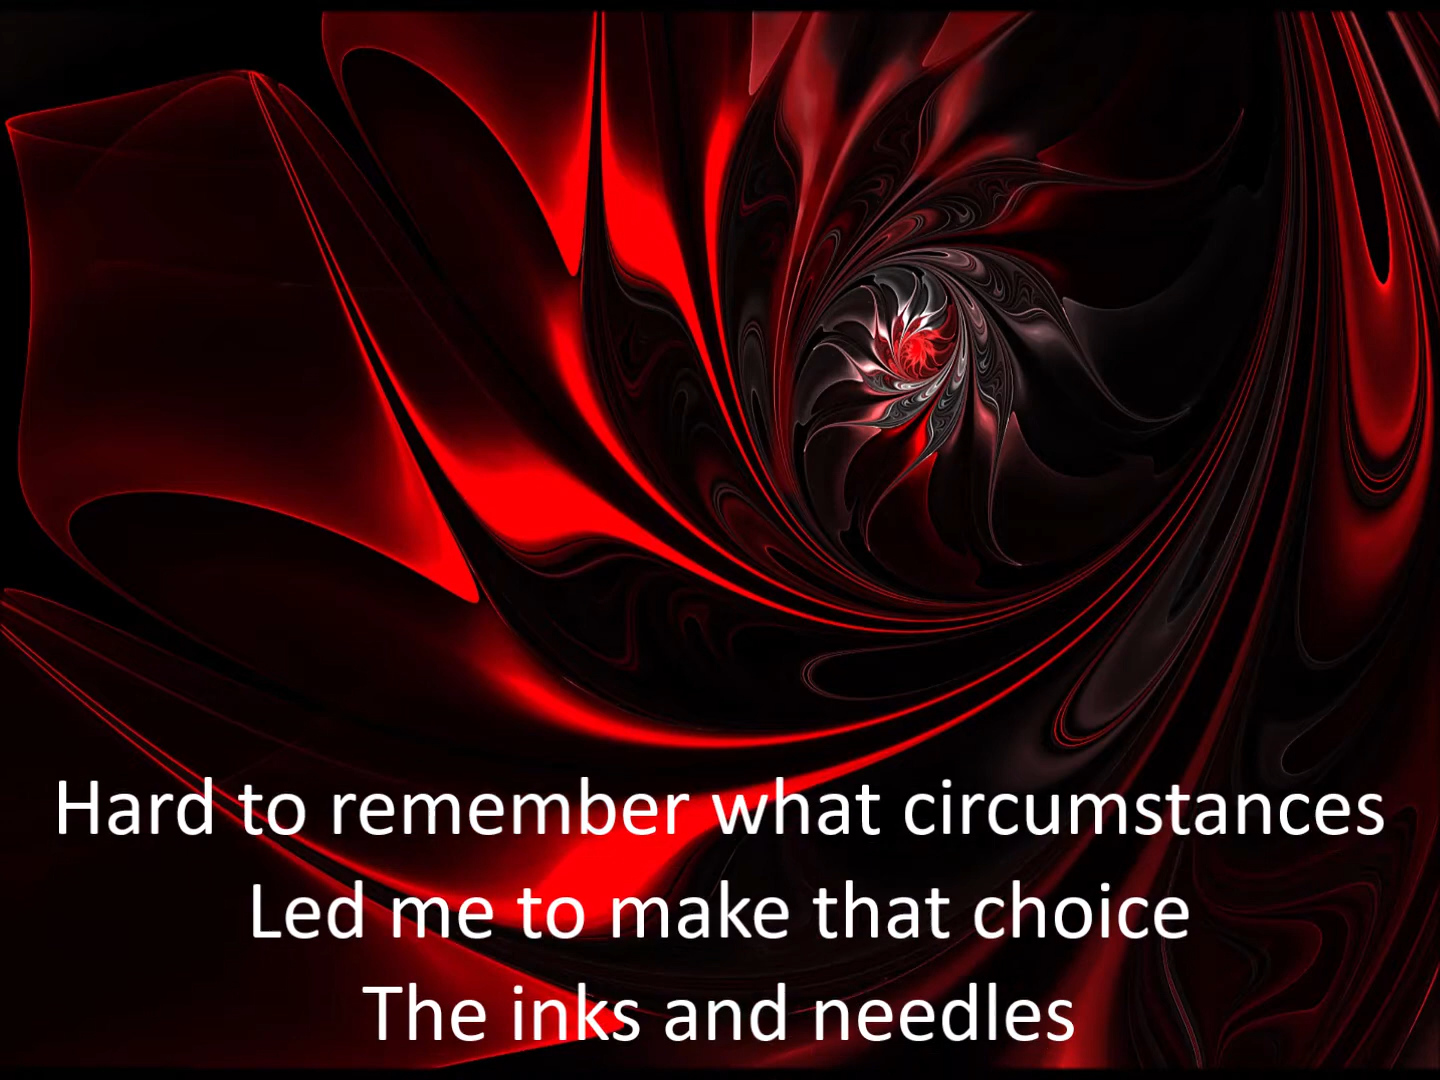 Hard to remember what circumstances
Led me to make that choice
The inks and needles